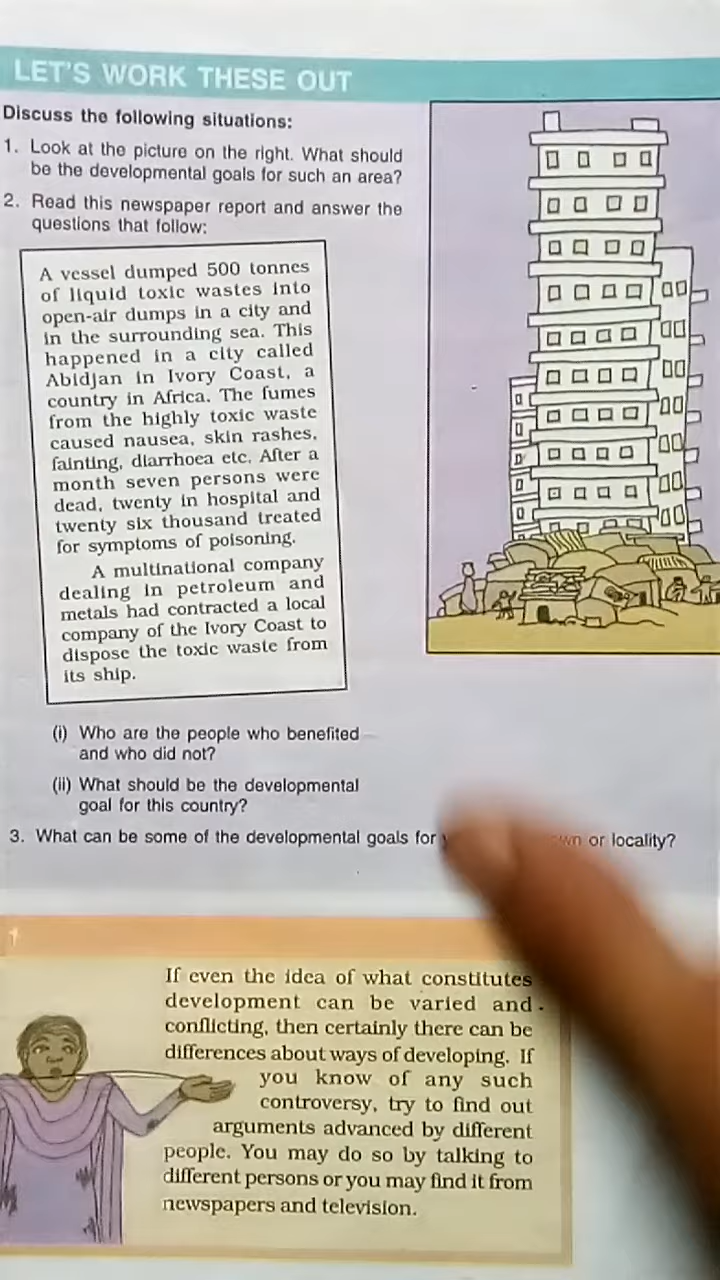 LET'S WORK THESE OUT
Discuss the following situations:
1. Look at the picture on the right. What should
be the developmental goals for such an area?
2. Read this newspaper report and answer the
questions that follow:
A vessel dumped 500 tonnes
of liquid toxic wastes into
open-air dumps in a city and
in the surrounding sea. This
happened in a city called
Abidjan in Ivory Coast, a
country in Africa. The fumes
from the highly toxic waste
caused nausea, skin rashes,
fainting, diarrhoea etc. After a
month seven persons were
dead, twenty in hospital and
twenty six thousand treated
for symptoms of poisoning.
A multinational company
dealing in petroleum and
metals had contracted a local
company of the Ivory Coast to
dispose the toxic waste from
its ship.
(i) Who are the people who benefited
and who did not?
(ii) What should be the developmental
goal for this country?
3. What can be some of the developmental goals for or locality?
If even the idea of what constitutes
development can be varied and
conflicting, then certainly there can be
differences about ways of developing. If
you know of any such
controversy, try to find out
arguments advanced by different
people. You may do so by talking to
different persons or you may find it from
newspapers and television.